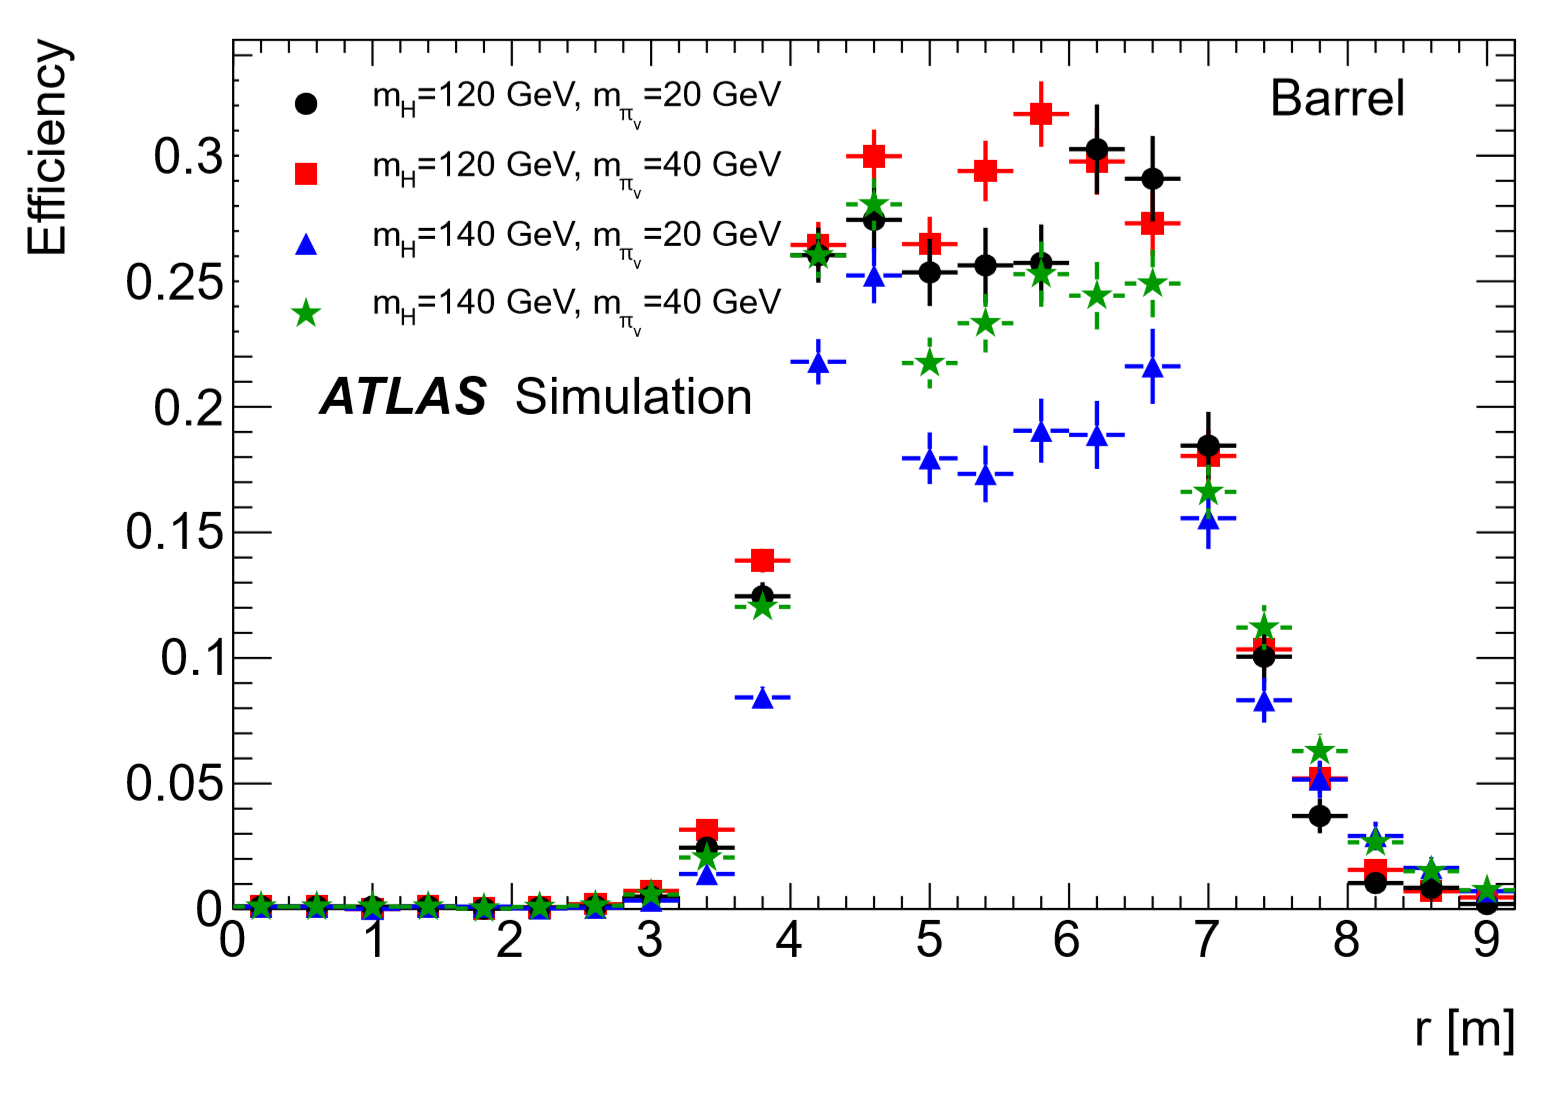 Efficiency
m_H=120 GeV, m_πv=20 GeV
m_H=120 GeV, m_πv=40 GeV
m_H=140 GeV, m_πv=20 GeV
m_H=140 GeV, m_πv=40 GeV
Barrel
ATLAS Simulation
0.3
0.25
0.2
0.15
0.1
0.05
0
0 1 2 3 4 5 6 7 8 9
r [m]